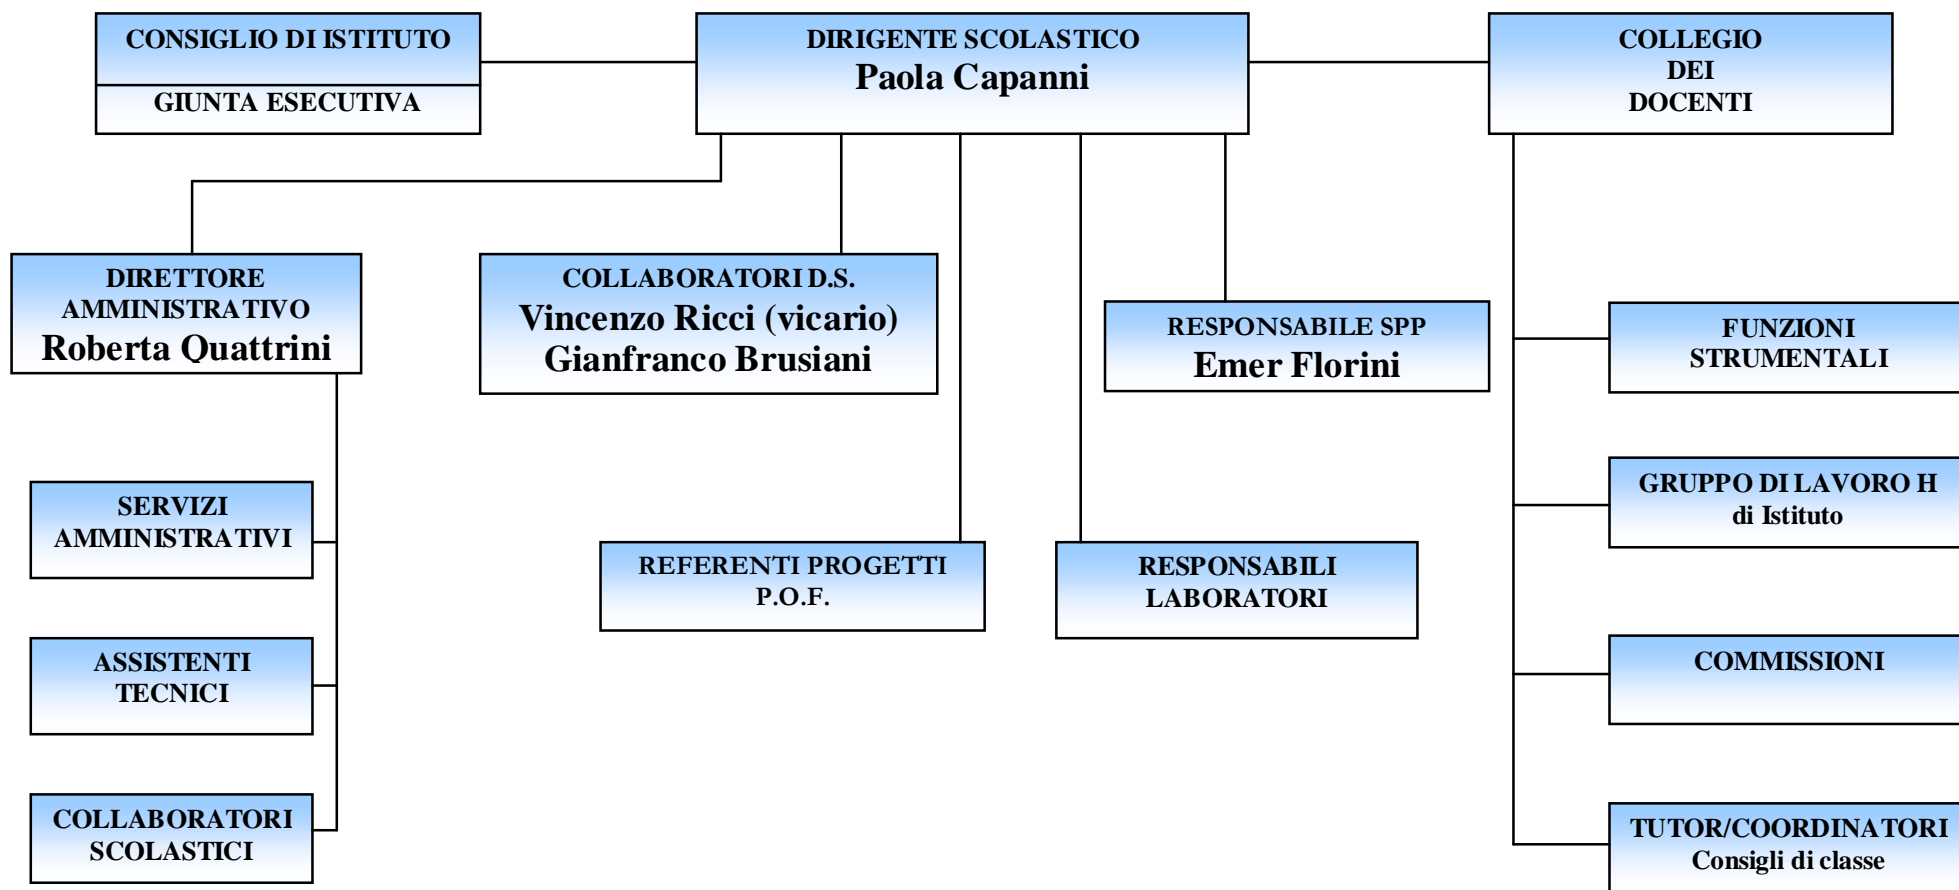 CONSIGLIO DI ISTITUTO
GIUNTA ESECUTIVA
DIRIGENTE SCOLASTICO
Paola Capanni
COLLEGIO
DEI
DOCENTI
DIRETTORE
AMMINISTRATIVO
Roberta Quattrini
COLLABORATORI D.S.
Vincenzo Ricci (vicario)
Gianfranco Brusiani
RESPONSABILE SPP
Emer Florini
FUNZIONI
STRUMENTALI
SERVIZI
AMMINISTRATIVI
GRUPPO DI LAVORO H
di Istituto
REFERENTI PROGETTI
P.O.F.
RESPONSABILI
LABORATORI
ASSISTENTI
TECNICI
COMMISSIONI
COLLABORATORI
SCOLASTICI
TUTOR/COORDINATORI
Consigli di classe